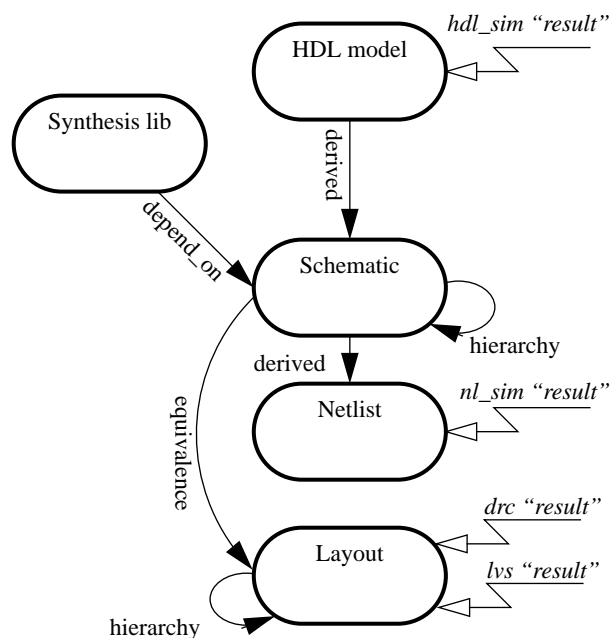 hdl_sim “result”
HDL model
Synthesis lib
derived
depend_on
Schematic
hierarchy
derived
nl_sim “result”
Netlist
equivalence
drc “result”
Layout
lvs “result”
hierarchy